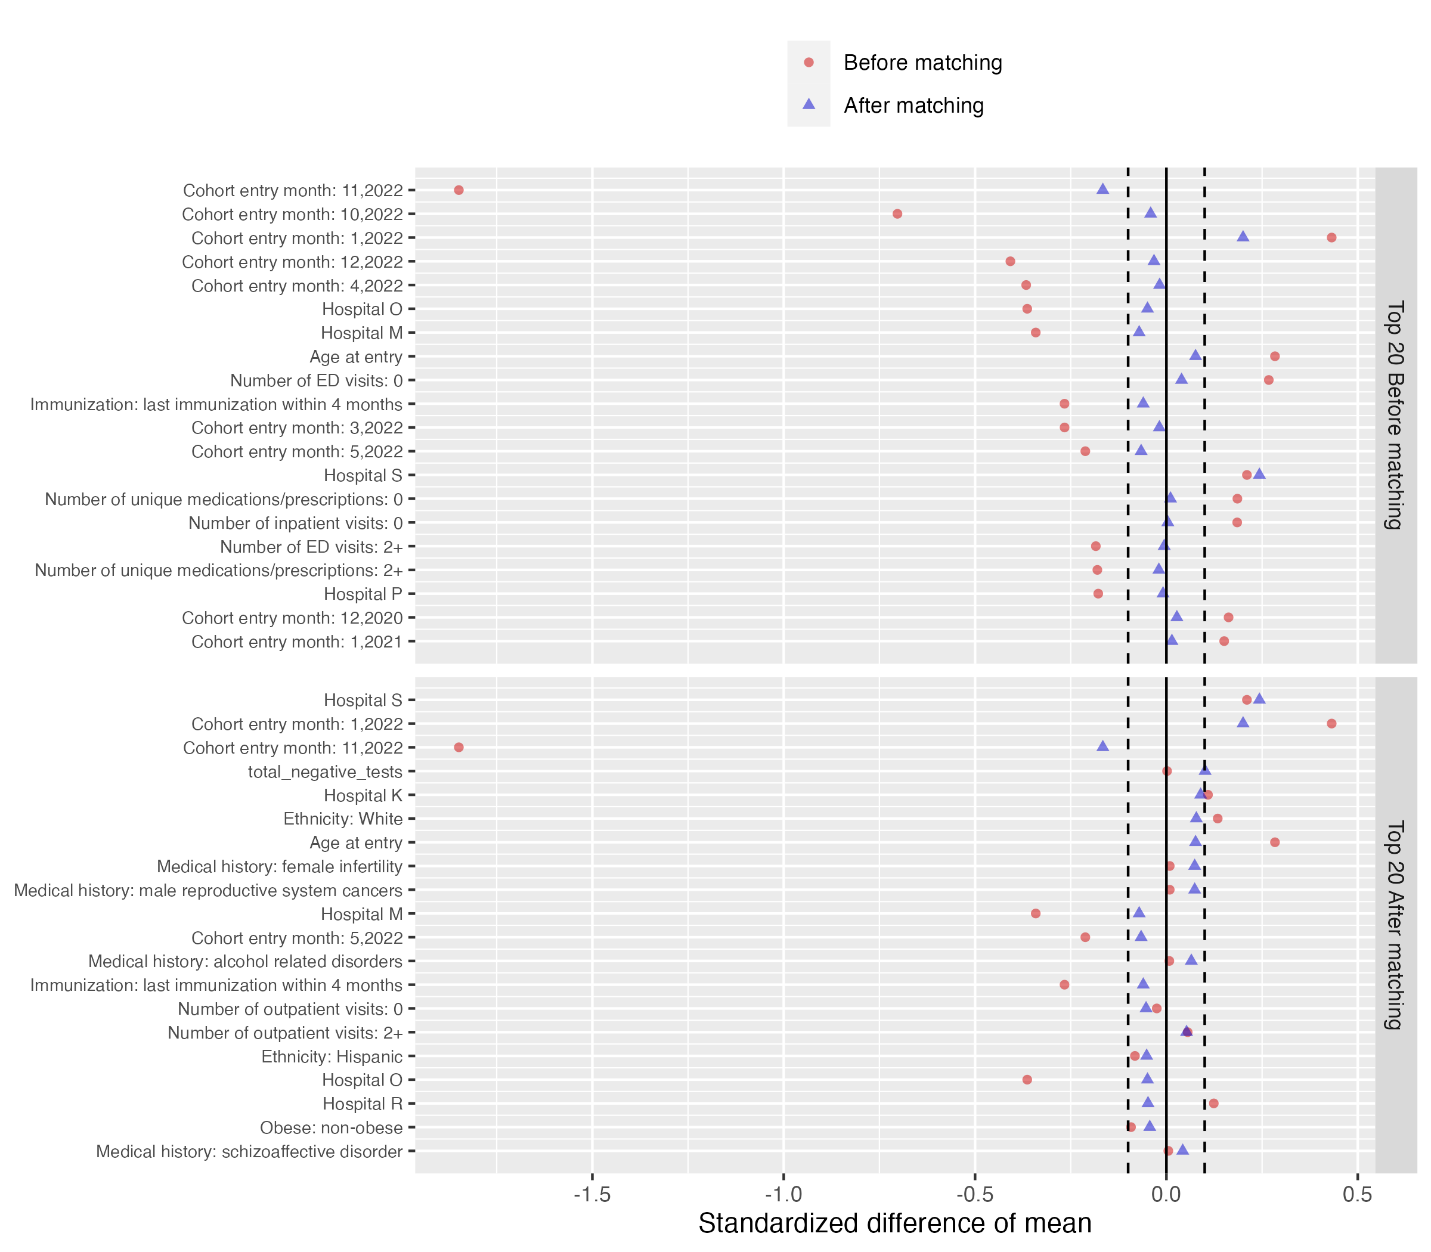 Before matching
After matching
Cohort entry month: 11,2022
Cohort entry month: 10,2022
Cohort entry month: 1,2022
Cohort entry month: 12,2022
Cohort entry month: 4,2022
Hospital O
Hospital M
Age at entry
Number of ED visits: 0
Immunization: last immunization within 4 months
Cohort entry month: 3,2022
Cohort entry month: 5,2022
Hospital S
Number of unique medications/prescriptions: 0
Number of inpatient visits: 0
Number of ED visits: 2+
Number of unique medications/prescriptions: 2+
Hospital P
Cohort entry month: 12,2020
Cohort entry month: 1,2021
Top 20 Before matching
Hospital S
Cohort entry month: 1,2022
Cohort entry month: 11,2022
total_negative_tests
Hospital K
Ethnicity: White
Age at entry
Medical history: female infertility
Medical history: male reproductive system cancers
Hospital M
Cohort entry month: 5,2022
Medical history: alcohol related disorders
Immunization: last immunization within 4 months
Number of outpatient visits: 0
Number of outpatient visits: 2+
Ethnicity: Hispanic
Hospital O
Hospital R
Obese: non-obese
Medical history: schizoaffective disorder
Top 20 After matching
-1.5 -1.0 -0.5 0.0 0.5
Standardized difference of mean